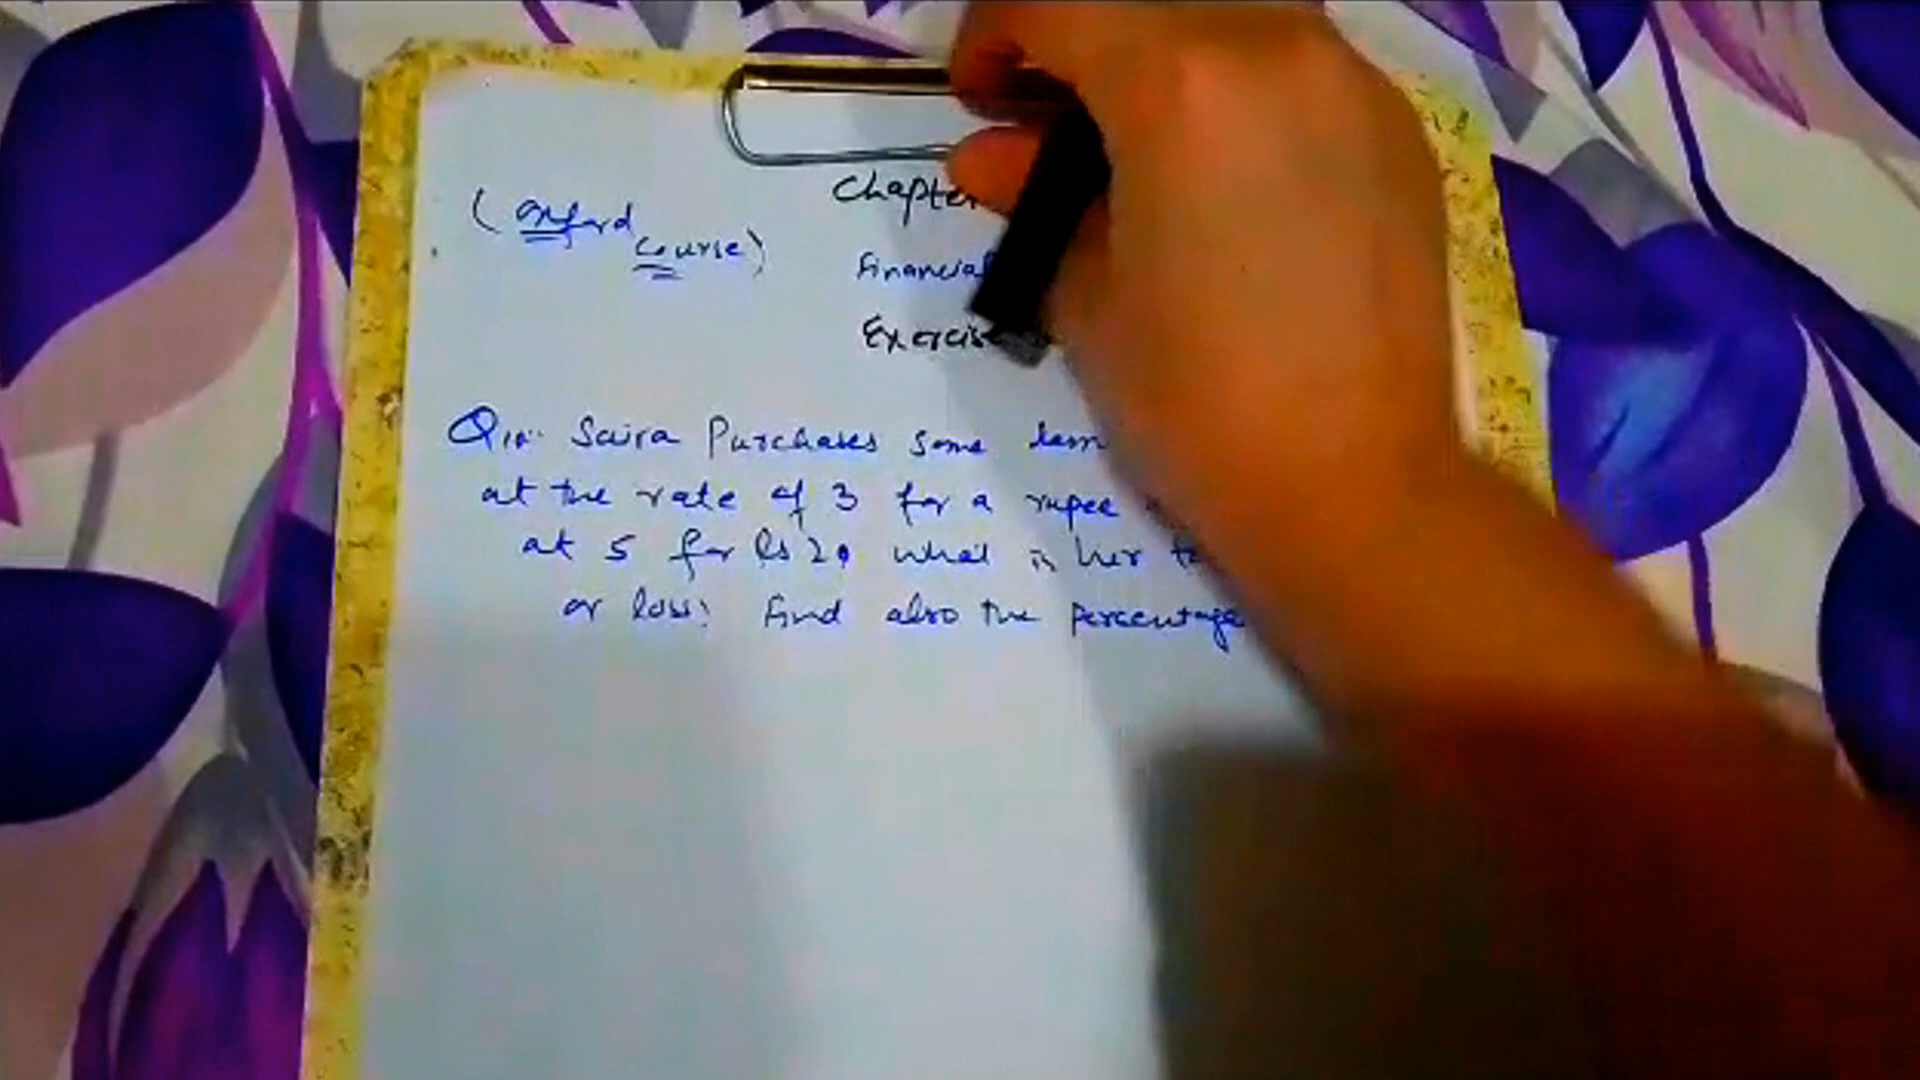 (Oxford Course)
Chapter
Financial
Exercise
Q10: Saira Purchases some
at the rate of 3 for a rupee
at 5 for Rs 2, what is her
or loss? Find also the Percentage